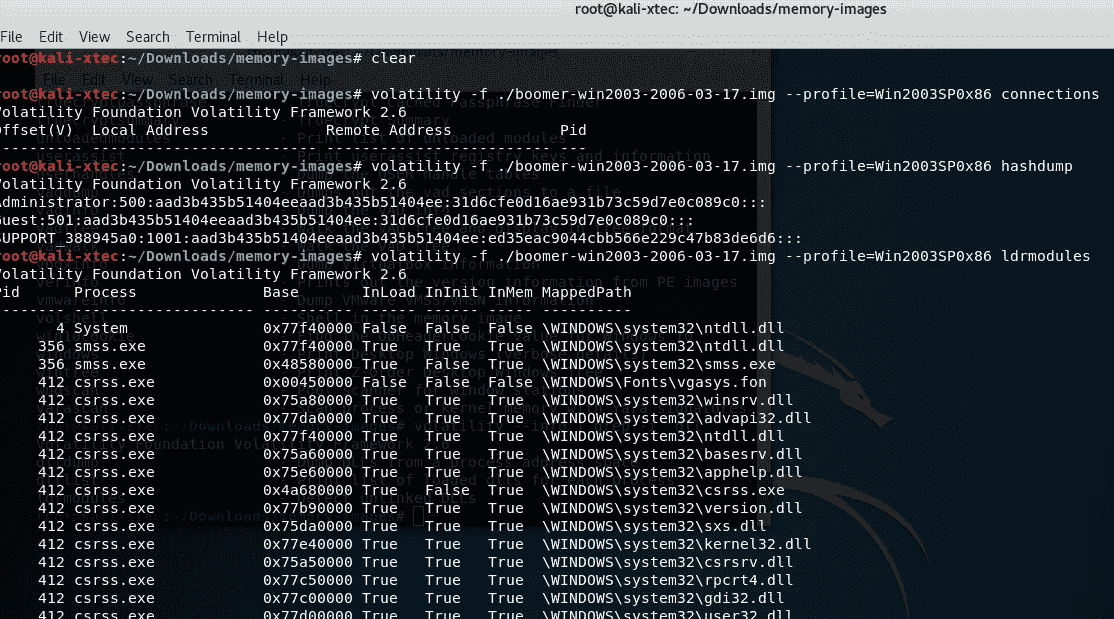 root@kali-xtec: ~/Downloads/memory-images
File Edit View Search Terminal Help
root@kali-xtec:~/Downloads/memory-images# clear
root@kali-xtec:~/Downloads/memory-images# volatility -f ./boomer-win2003-2006-03-17.img --profile=Win2003SP0x86 connections
Volatility Foundation Volatility Framework 2.6
Offset(V) Local Address Remote Address Pid
root@kali-xtec:~/Downloads/memory-images# volatility -f ./boomer-win2003-2006-03-17.img --profile=Win2003SP0x86 hashdump
Volatility Foundation Volatility Framework 2.6
Administrator:500:aad3b435b51404eeaad3b435b51404ee:31d6cfe0d16ae931b73c59d7e0c089c0:::
Guest:501:aad3b435b51404eeaad3b435b51404ee:31d6cfe0d16ae931b73c59d7e0c089c0:::
SUPPORT_388945a0:1001:aad3b435b51404eeaad3b435b51404ee:ed35eac9044cbb566e229c47b83de6d6:::
root@kali-xtec:~/Downloads/memory-images# volatility -f ./boomer-win2003-2006-03-17.img --profile=Win2003SP0x86 ldrmodules
Volatility Foundation Volatility Framework 2.6
Pid Process Base InLoad InInit InMem MappedPath
4 System 0x77f40000 False False False \WINDOWS\system32\ntdll.dll
356 smss.exe 0x77f40000 True True True \WINDOWS\system32\ntdll.dll
356 smss.exe 0x48580000 True False True \WINDOWS\system32\smss.exe
412 csrss.exe 0x00450000 False False False \WINDOWS\Fonts\vgasys.fon
412 csrss.exe 0x75a80000 True True True \WINDOWS\system32\winsrv.dll
412 csrss.exe 0x77da0000 True True True \WINDOWS\system32\advapi32.dll
412 csrss.exe 0x77f40000 True True True \WINDOWS\system32\ntdll.dll
412 csrss.exe 0x75a60000 True True True \WINDOWS\system32\basesrv.dll
412 csrss.exe 0x75e60000 True True True \WINDOWS\system32\apphelp.dll
412 csrss.exe 0x4a680000 True False True \WINDOWS\system32\csrss.exe
412 csrss.exe 0x77b90000 True True True \WINDOWS\system32\version.dll
412 csrss.exe 0x75da0000 True True True \WINDOWS\system32\sxs.dll
412 csrss.exe 0x77e40000 True True True \WINDOWS\system32\kernel32.dll
412 csrss.exe 0x75a50000 True True True \WINDOWS\system32\csrsrv.dll
412 csrss.exe 0x77c50000 True True True \WINDOWS\system32\rpcrt4.dll
412 csrss.exe 0x77c00000 True True True \WINDOWS\system32\gdi32.dll
412 csrss.exe 0x77d00000 True True True \WINDOWS\system32\user32.dll